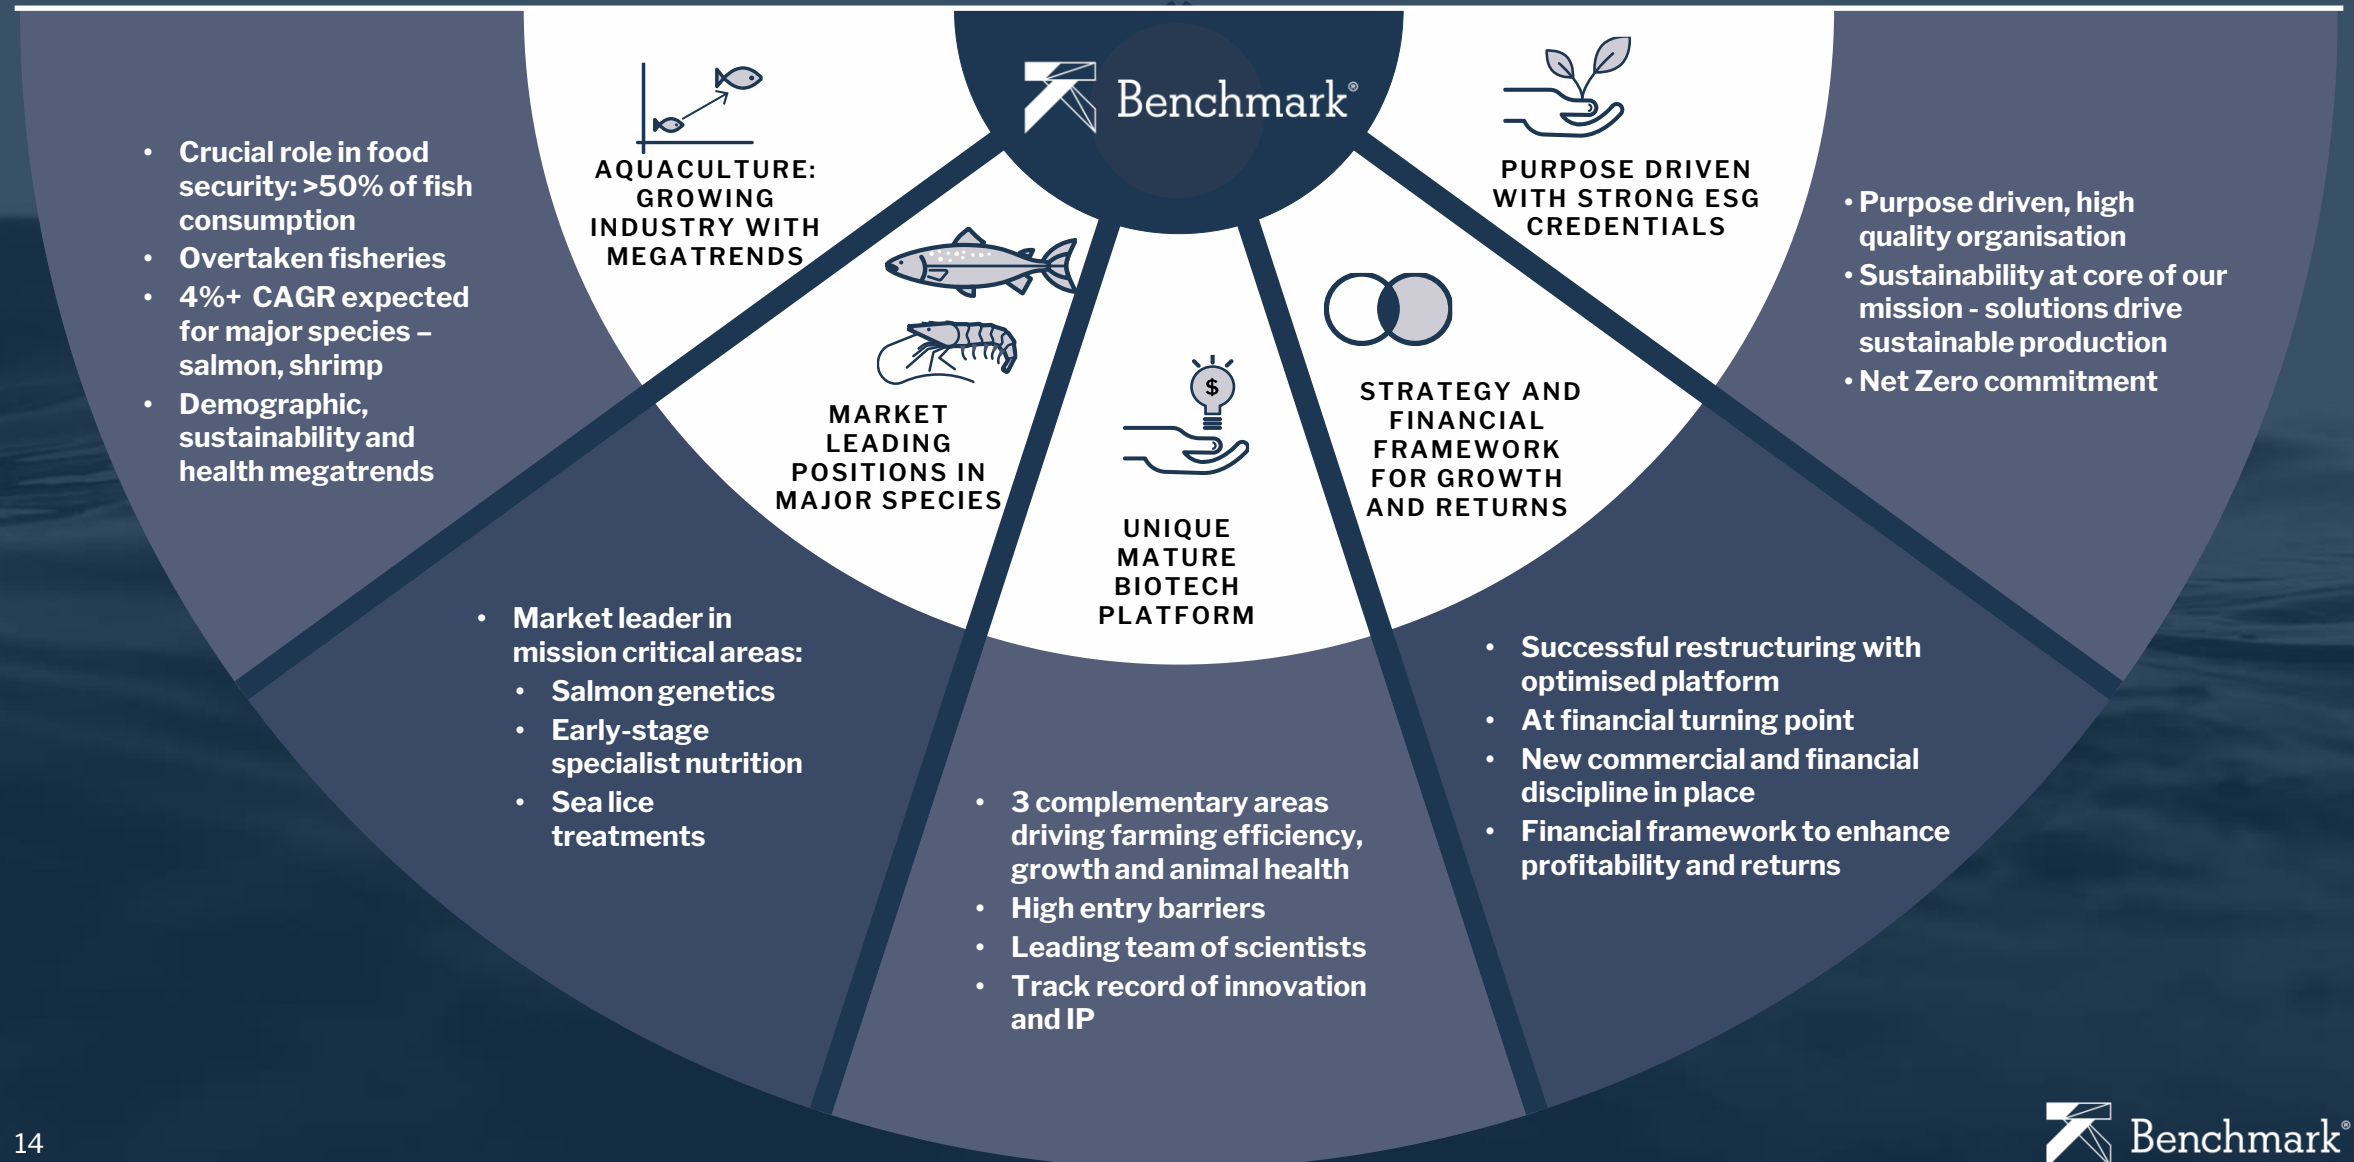 Benchmark®
AQUACULTURE:
GROWING
INDUSTRY WITH
MEGATRENDS
• Crucial role in food
security: >50% of fish
consumption
• Overtaken fisheries
• 4%+ CAGR expected
for major species –
salmon, shrimp
• Demographic,
sustainability and
health megatrends
MARKET
LEADING
POSITIONS IN
MAJOR SPECIES
• Market leader in
mission critical areas:
• Salmon genetics
• Early-stage
specialist nutrition
• Sea lice
treatments
$
UNIQUE
MATURE
BIOTECH
PLATFORM
• 3 complementary areas
driving farming efficiency,
growth and animal health
• High entry barriers
• Leading team of scientists
• Track record of innovation
and IP
STRATEGY AND
FINANCIAL
FRAMEWORK
FOR GROWTH
AND RETURNS
• Successful restructuring with
optimised platform
• At financial turning point
• New commercial and financial
discipline in place
• Financial framework to enhance
profitability and returns
PURPOSE DRIVEN
WITH STRONG ESG
CREDENTIALS
• Purpose driven, high
quality organisation
• Sustainability at core of our
mission - solutions drive
sustainable production
• Net Zero commitment
14
Benchmark®